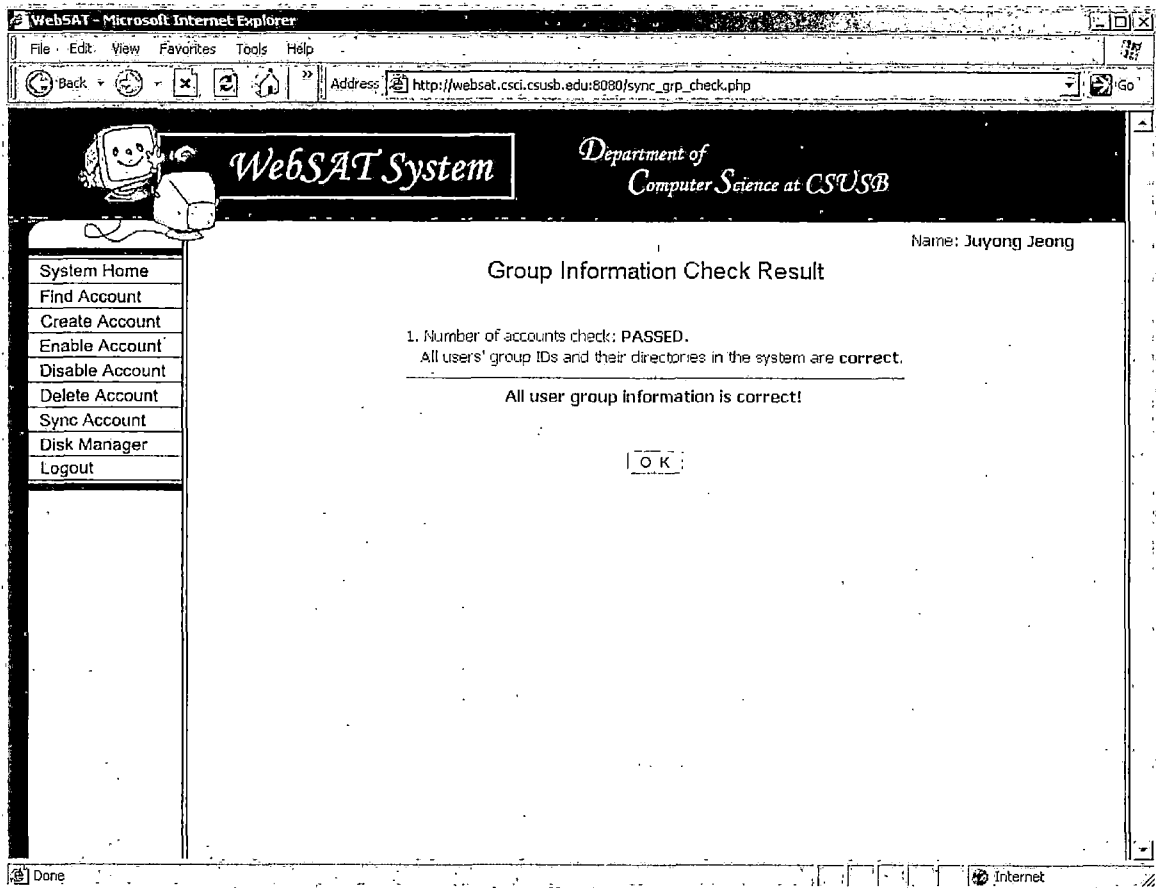 WebSAT - Microsoft Internet Explorer
File Edit View Favorites Tools Help
Back » Address http://websat.csci.csusb.edu:8080/sync_grp_check.php Go
WebSAT System
Department of
Computer Science at CSUSB
Name: Juyong Jeong
System Home
Find Account
Create Account
Enable Account
Disable Account
Delete Account
Sync Account
Disk Manager
Logout
Group Information Check Result
1. Number of accounts check: PASSED.
All users' group IDs and their directories in the system are correct.
All user group information is correct!
O K
Done Internet